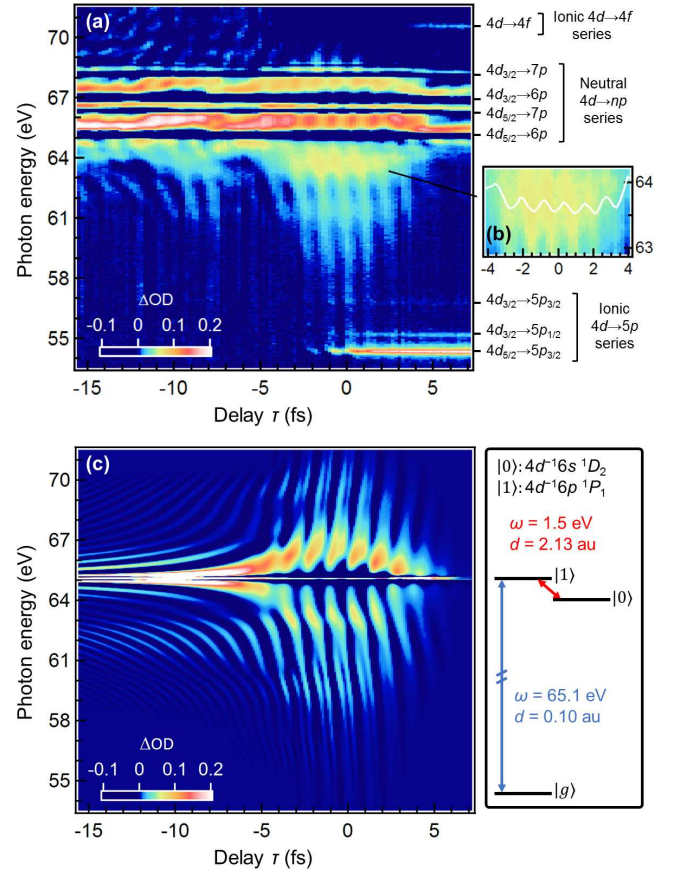 (a)
70
67
64
61
58
55
Photon energy (eV)
ΔOD
-0.1 0 0.1 0.2
-15 -10 -5 0 5
Delay τ (fs)
4d→4f
Ionic 4d→4f
series
4d3/2→7p
4d3/2→6p
4d5/2→7p
4d5/2→6p
Neutral
4d→np
series
(b)
64
63
-4 -2 0 2 4
4d3/2→5p3/2
4d3/2→5p1/2
4d5/2→5p3/2
Ionic
4d→5p
series
(c)
70
67
64
61
58
55
Photon energy (eV)
ΔOD
-0.1 0 0.1 0.2
-15 -10 -5 0 5
Delay τ (fs)
|0⟩: 4d⁻¹6s ¹D₂
|1⟩: 4d⁻¹6p ¹P₁
ω = 1.5 eV
d = 2.13 au
|1⟩
|0⟩
ω = 65.1 eV
d = 0.10 au
|g⟩